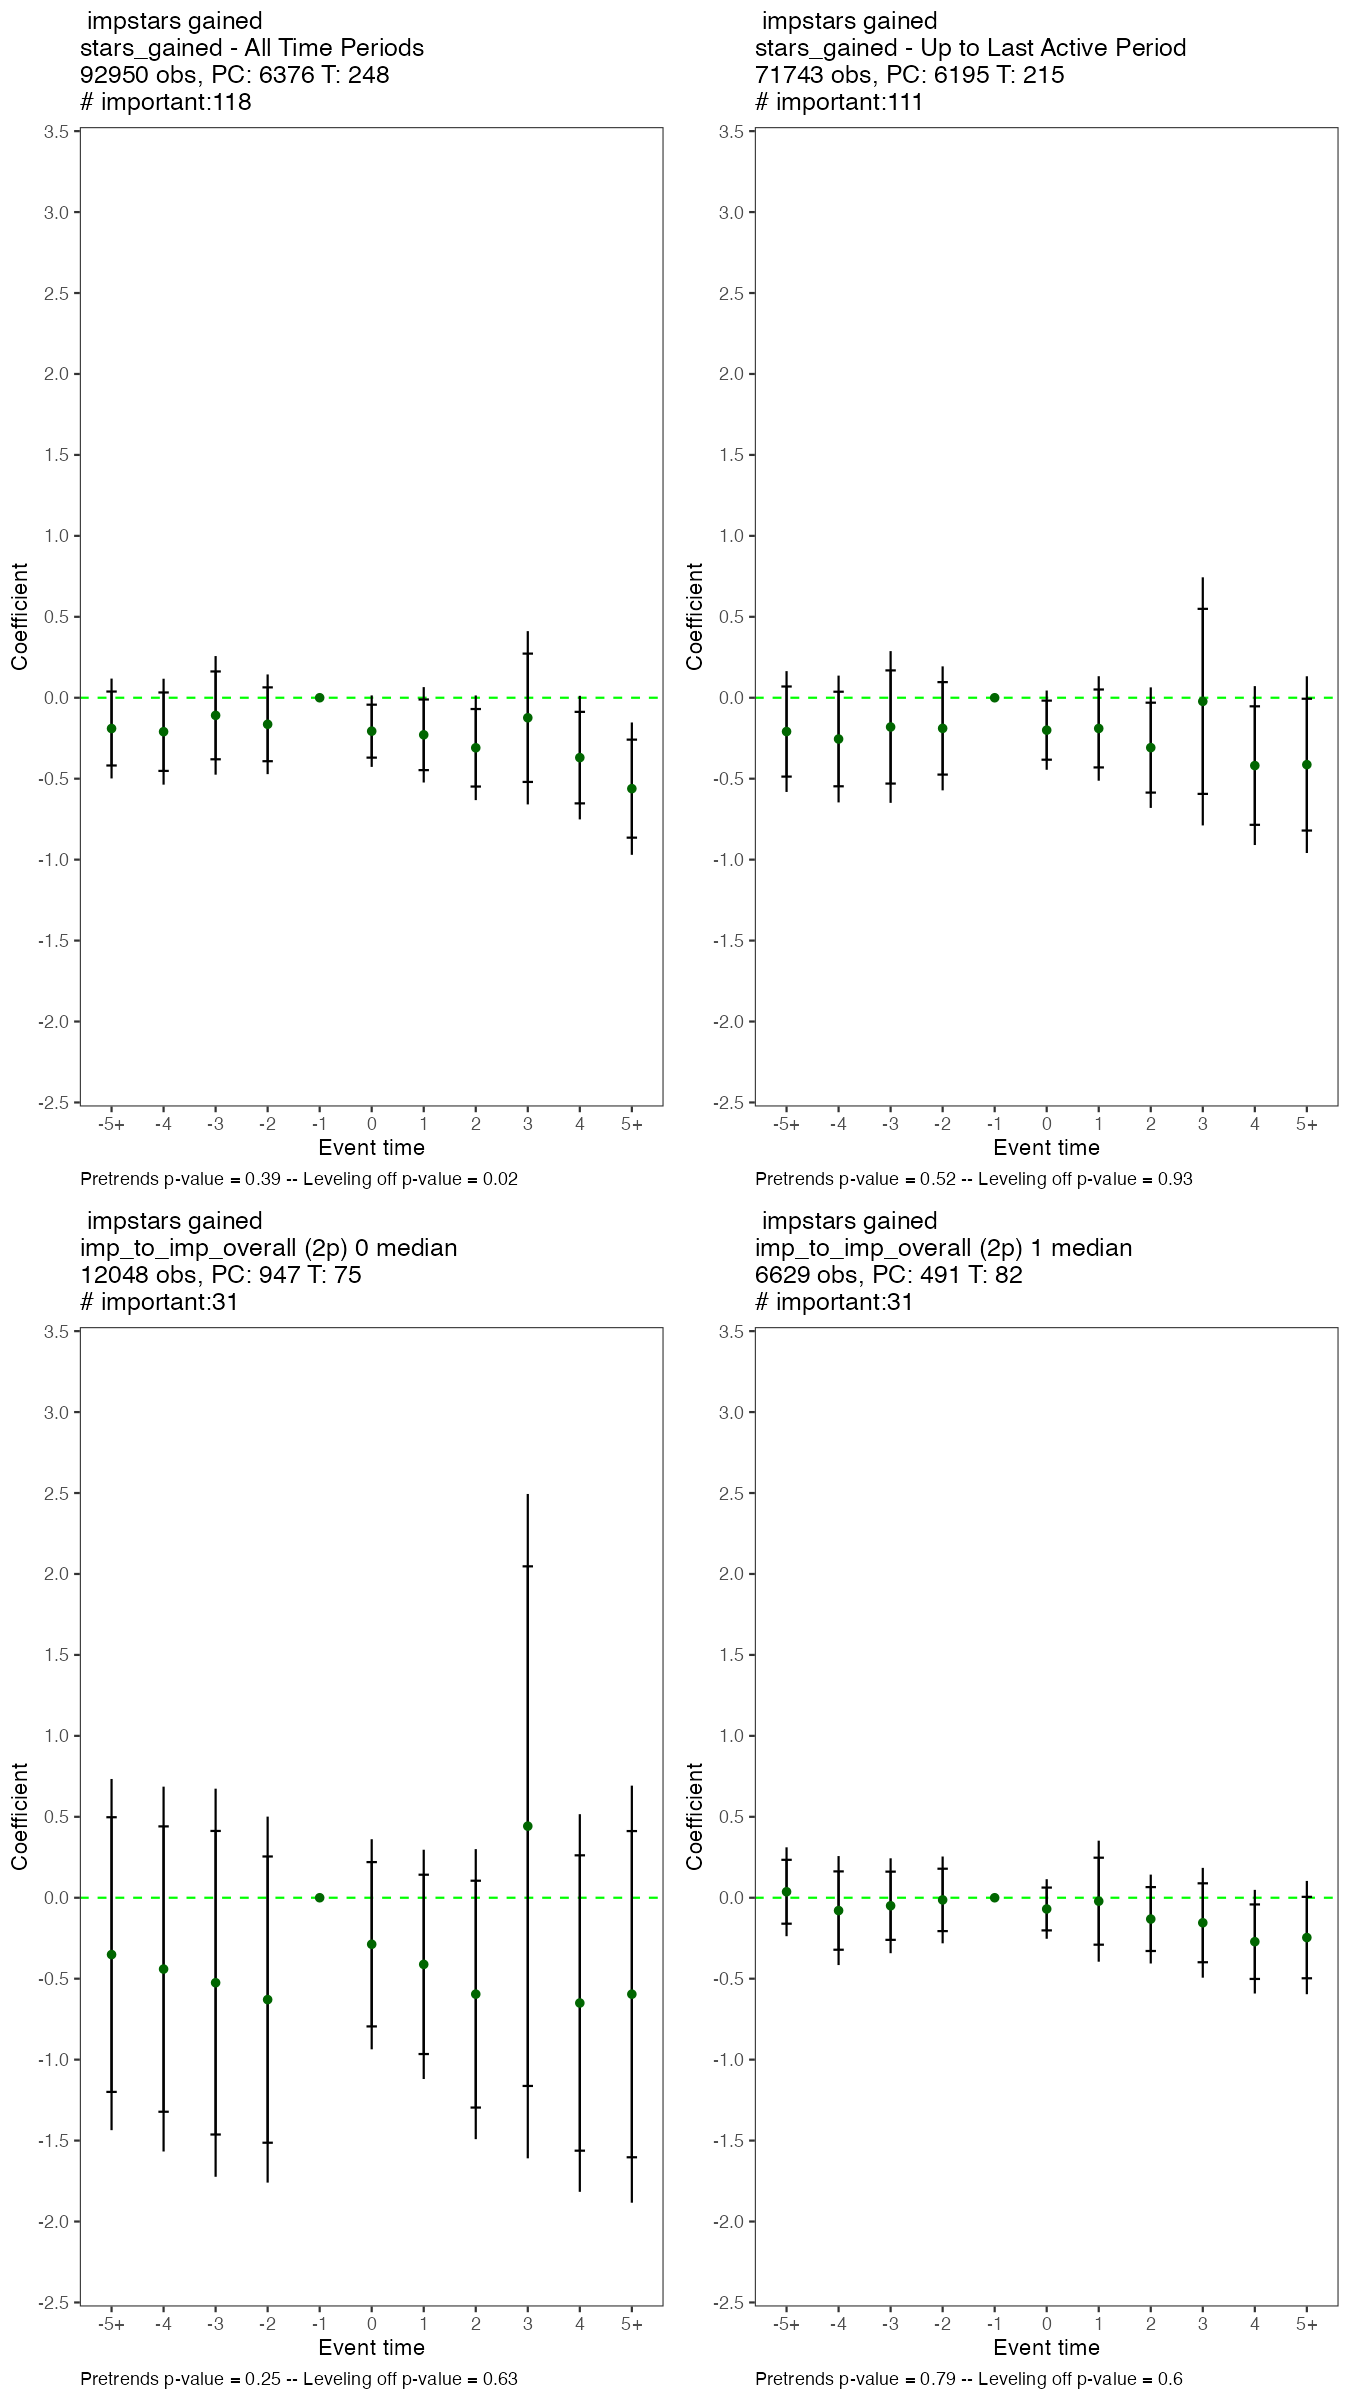 impstars gained
stars_gained - All Time Periods
92950 obs, PC: 6376 T: 248
# important:118
3.5
3.0
2.5
2.0
1.5
1.0
0.5
0.0
-0.5
-1.0
-1.5
-2.0
-2.5
Coefficient
-5+ -4 -3 -2 -1 0 1 2 3 4 5+
Event time
Pretrends p-value = 0.39 -- Leveling off p-value = 0.02
impstars gained
stars_gained - Up to Last Active Period
71743 obs, PC: 6195 T: 215
# important:111
3.5
3.0
2.5
2.0
1.5
1.0
0.5
0.0
-0.5
-1.0
-1.5
-2.0
-2.5
Coefficient
-5+ -4 -3 -2 -1 0 1 2 3 4 5+
Event time
Pretrends p-value = 0.52 -- Leveling off p-value = 0.93
impstars gained
imp_to_imp_overall (2p) 0 median
12048 obs, PC: 947 T: 75
# important:31
3.5
3.0
2.5
2.0
1.5
1.0
0.5
0.0
-0.5
-1.0
-1.5
-2.0
-2.5
Coefficient
-5+ -4 -3 -2 -1 0 1 2 3 4 5+
Event time
Pretrends p-value = 0.25 -- Leveling off p-value = 0.63
impstars gained
imp_to_imp_overall (2p) 1 median
6629 obs, PC: 491 T: 82
# important:31
3.5
3.0
2.5
2.0
1.5
1.0
0.5
0.0
-0.5
-1.0
-1.5
-2.0
-2.5
Coefficient
-5+ -4 -3 -2 -1 0 1 2 3 4 5+
Event time
Pretrends p-value = 0.79 -- Leveling off p-value = 0.6